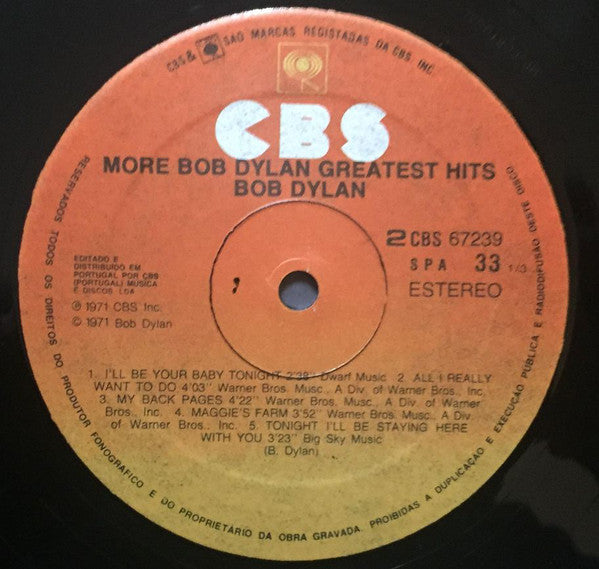 CBS & SÃO MARCAS REGISTADAS DA CBS INC.
CBS
MORE BOB DYLAN GREATEST HITS
BOB DYLAN
2 CBS 67239
SPA 33 1/3
ESTEREO
EDITADO E
DISTRIBUIDO EM
PORTUGAL POR CBS
(PORTUGAL) MUSICA
E DISCOS, LDA
℗ 1971 CBS Inc.
© 1971 Bob Dylan
1. I'LL BE YOUR BABY TONIGHT 2'38" Dwarf Music 2. ALL I REALLY
WANT TO DO 4'03" Warner Bros. Musc., A Div. of Warner Bros., Inc.
3. MY BACK PAGES 4'22" Warner Bros. Musc., A Div. of Warner
Bros., Inc. 4. MAGGIE'S FARM 3'52" Warner Bros. Musc.. A Div.
of Warner Bros., Inc. 5. TONIGHT I'LL BE STAYING HERE
WITH YOU 3'23" Big Sky Music
(B. Dylan)
RESERVADOS TODOS OS DIREITOS DO PRODUTOR FONOGRAFICO E DO PROPRIETARIO DA OBRA GRAVADA. PROIBIDAS A DUPLICAÇÃO E EXECUÇÃO PUBLICA E RADIODIFUSÃO DESTE DISCO